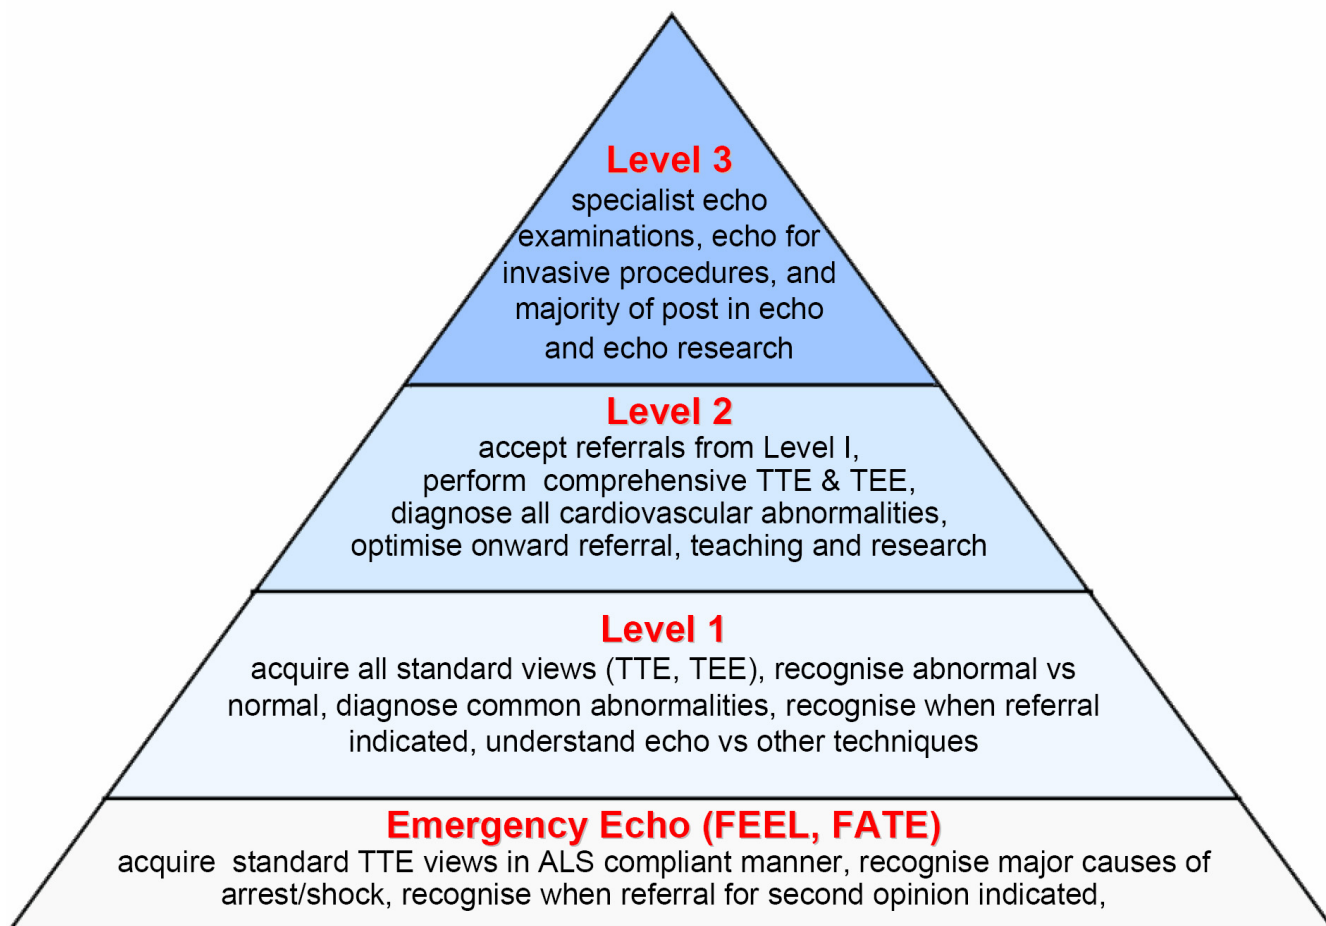 Level 3
specialist echo
examinations, echo for
invasive procedures, and
majority of post in echo
and echo research
Level 2
accept referrals from Level I,
perform  comprehensive TTE & TEE,
diagnose all cardiovascular abnormalities,
optimise onward referral, teaching and research
Level 1
acquire all standard views (TTE, TEE), recognise abnormal vs
normal, diagnose common abnormalities, recognise when referral
indicated, understand echo vs other techniques
Emergency Echo (FEEL, FATE)
acquire  standard TTE views in ALS compliant manner, recognise major causes of
arrest/shock, recognise when referral for second opinion indicated,